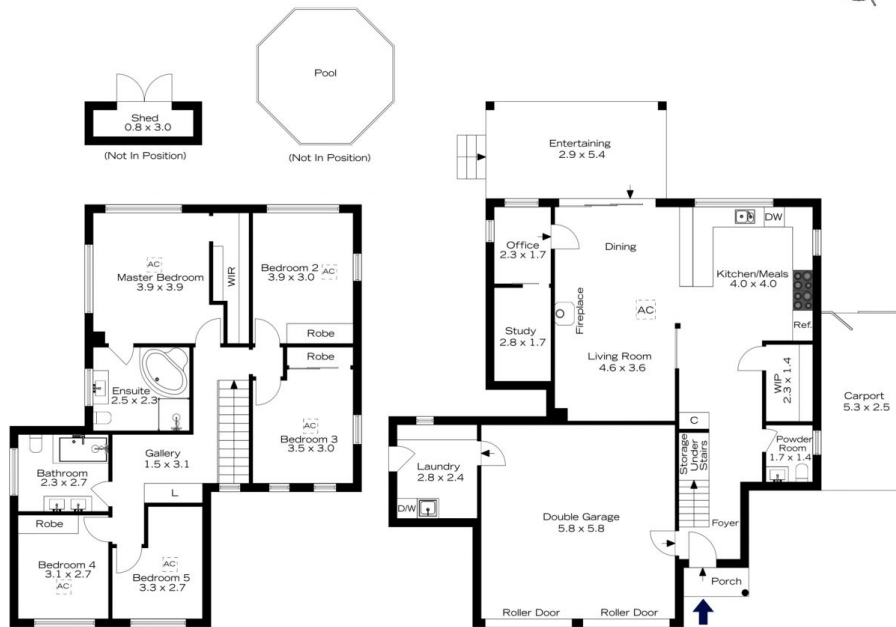 Pool
Shed
0.8 x 3.0
(Not In Position)
(Not In Position)
Entertaining
2.9 x 5.4
AC
Master Bedroom
3.9 x 3.9
WIR
Bedroom 2
3.9 x 3.0
AC
Robe
Robe
Ensuite
2.5 x 2.3
AC
Bedroom 3
3.5 x 3.0
Gallery
1.5 x 3.1
Bathroom
2.3 x 2.7
L
Robe
Bedroom 4
3.1 x 2.7
AC
AC
Bedroom 5
3.3 x 2.7
Office
2.3 x 1.7
Dining
DW
Kitchen/Meals
4.0 x 4.0
Study
2.8 x 1.7
Fireplace
AC
Ref.
Living Room
4.6 x 3.6
WIP
2.3 x 1.4
Carport
5.3 x 2.5
C
Storage
Under
Stairs
Powder
Room
1.7 x 1.4
Laundry
2.8 x 2.4
D/W
Double Garage
5.8 x 5.8
Foyer
Porch
Roller Door
Roller Door